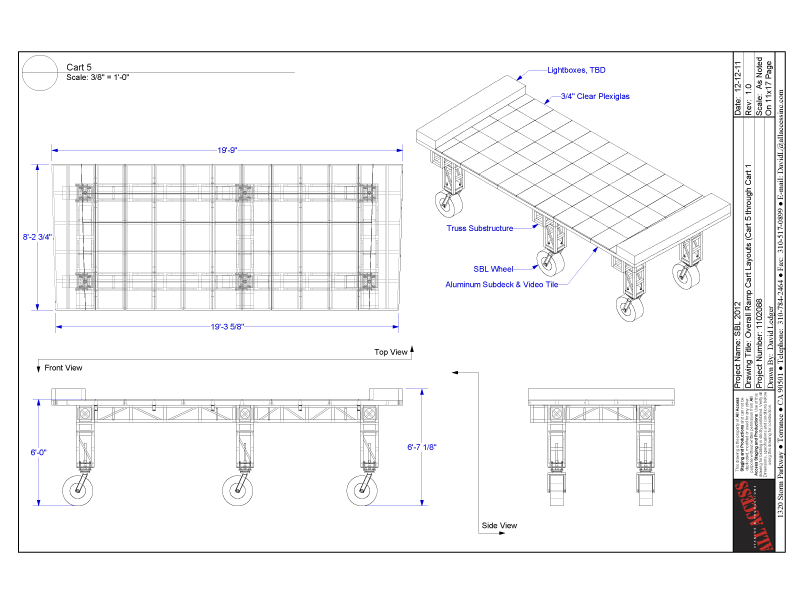 Cart 5
Scale: 3/8" = 1'-0"
Lightboxes, TBD
3/4" Clear Plexiglas
19'-9"
8'-2 3/4"
Truss Substructure
SBL Wheel
Aluminum Subdeck & Video Tile
19'-3 5/8"
Top View
Front View
6'-0"
6'-7 1/8"
Side View
Date: 12-12-11
Rev: 1.0
Scale: As Noted
On 11x17 Page
Project Name: SBL 2012
Drawing Title: Overall Ramp Cart Layouts (Cart 5 through Cart 1
Project Number: 1102068
Drawn By: David Ledger
1320 Storm Parkway ● Torrance ● CA 90501 ● Telephone: 310-784-2464 ● Fax: 310-517-0899 ● E-mail: DavidL@allaccessinc.com
ALL ACCESS